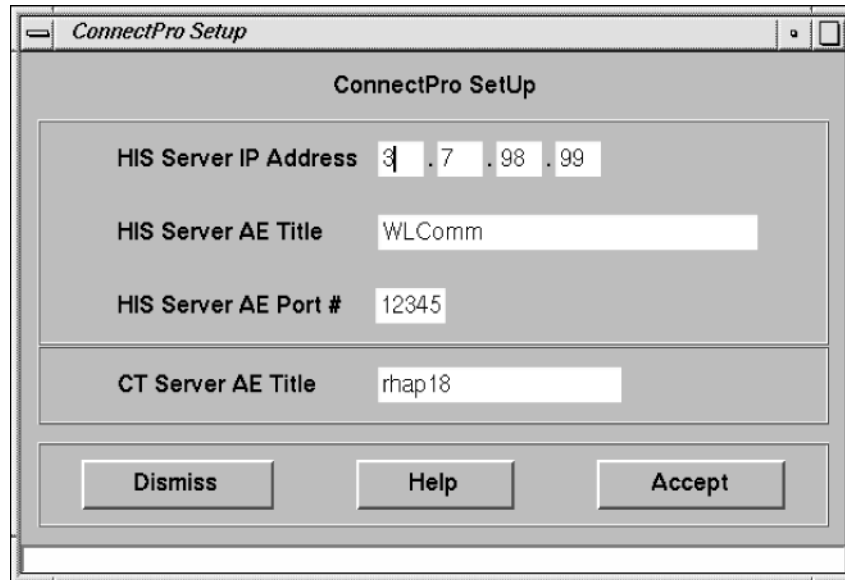 ConnectPro Setup
ConnectPro SetUp
HIS Server IP Address 3 . 7 . 98 . 99
HIS Server AE Title WLComm
HIS Server AE Port # 12345
CT Server AE Title rhap18
Dismiss Help Accept